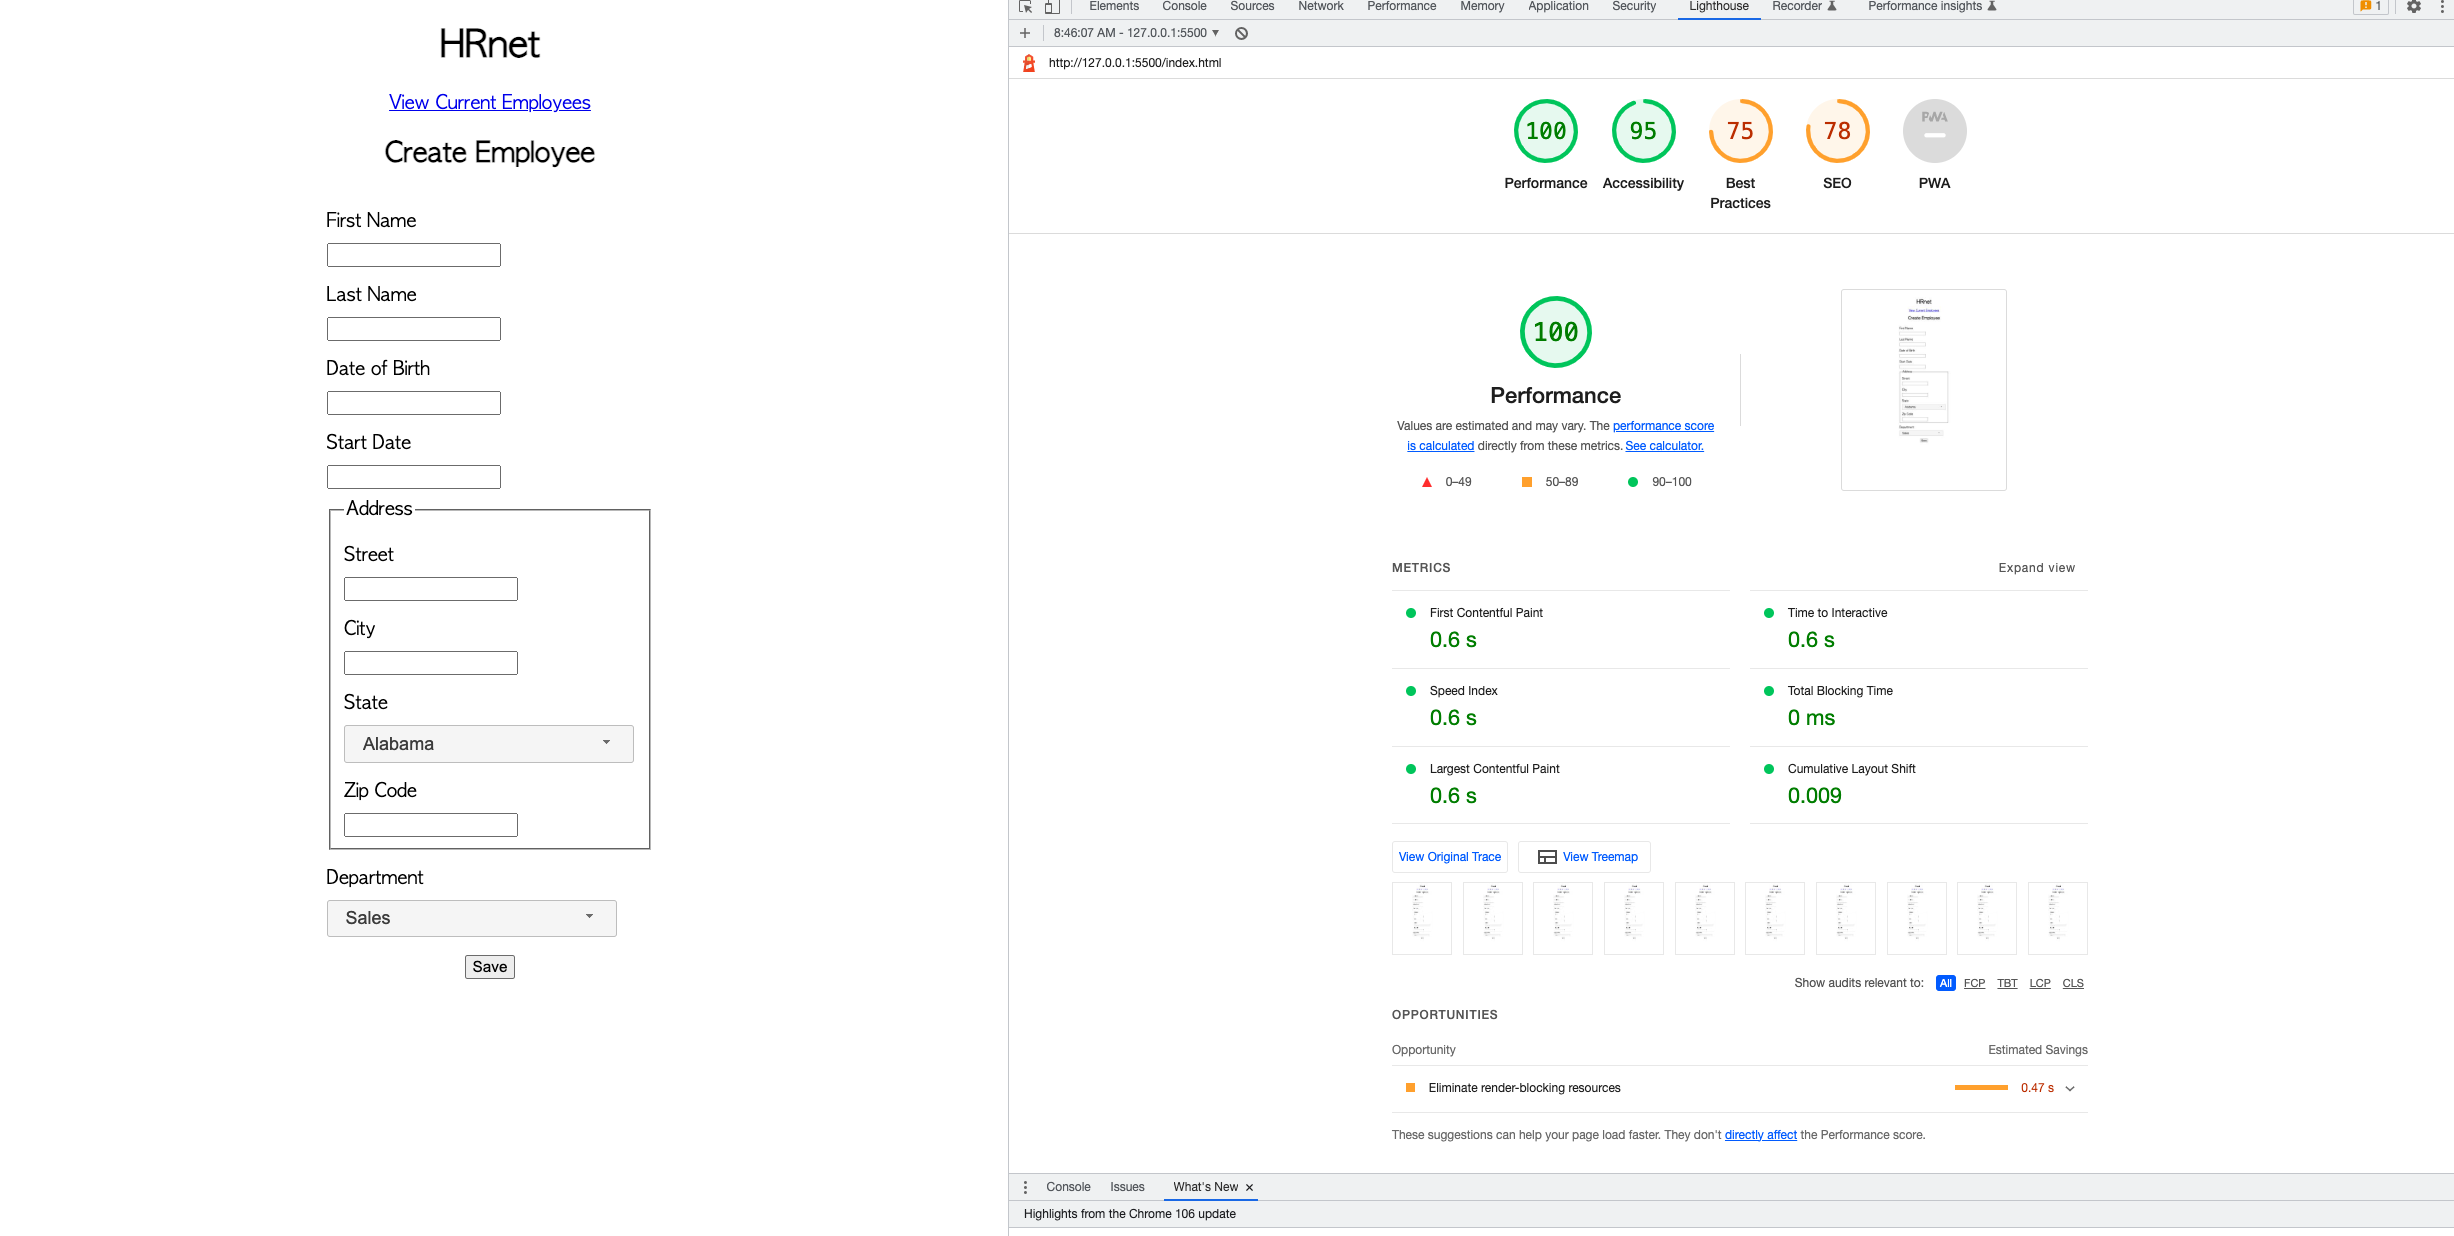 HRnet
View Current Employees
Create Employee
First Name
Last Name
Date of Birth
Start Date
Address
Street
City
State
Alabama
Zip Code
Department
Sales
Save
Elements Console Sources Network Performance Memory Application Security Lighthouse Recorder Performance insights 1
8:46:07 AM - 127.0.0.1:5500
http://127.0.0.1:5500/index.html
100 95 75 78 PWA
Performance Accessibility Best Practices SEO PWA
100
Performance
Values are estimated and may vary. The performance score
is calculated directly from these metrics. See calculator.
0–49 50–89 90–100
HRnet
View Current Employees
Create Employee
METRICS Expand view
First Contentful Paint
0.6 s
Time to Interactive
0.6 s
Speed Index
0.6 s
Total Blocking Time
0 ms
Largest Contentful Paint
0.6 s
Cumulative Layout Shift
0.009
View Original Trace View Treemap
Show audits relevant to: All FCP TBT LCP CLS
OPPORTUNITIES
Opportunity Estimated Savings
Eliminate render-blocking resources 0.47 s
These suggestions can help your page load faster. They don't directly affect the Performance score.
Console Issues What's New
Highlights from the Chrome 106 update